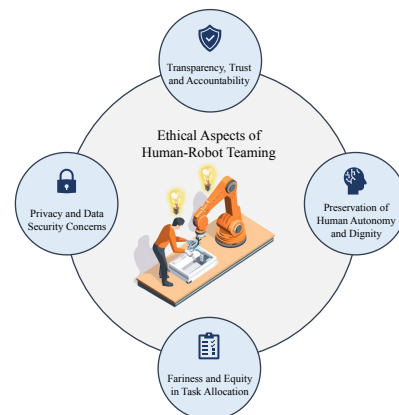 Transparency, Trust
and Accountability
Ethical Aspects of
Human-Robot Teaming
Privacy and Data
Security Concerns
Preservation of
Human Autonomy
and Dignity
Fariness and Equity
in Task Allocation